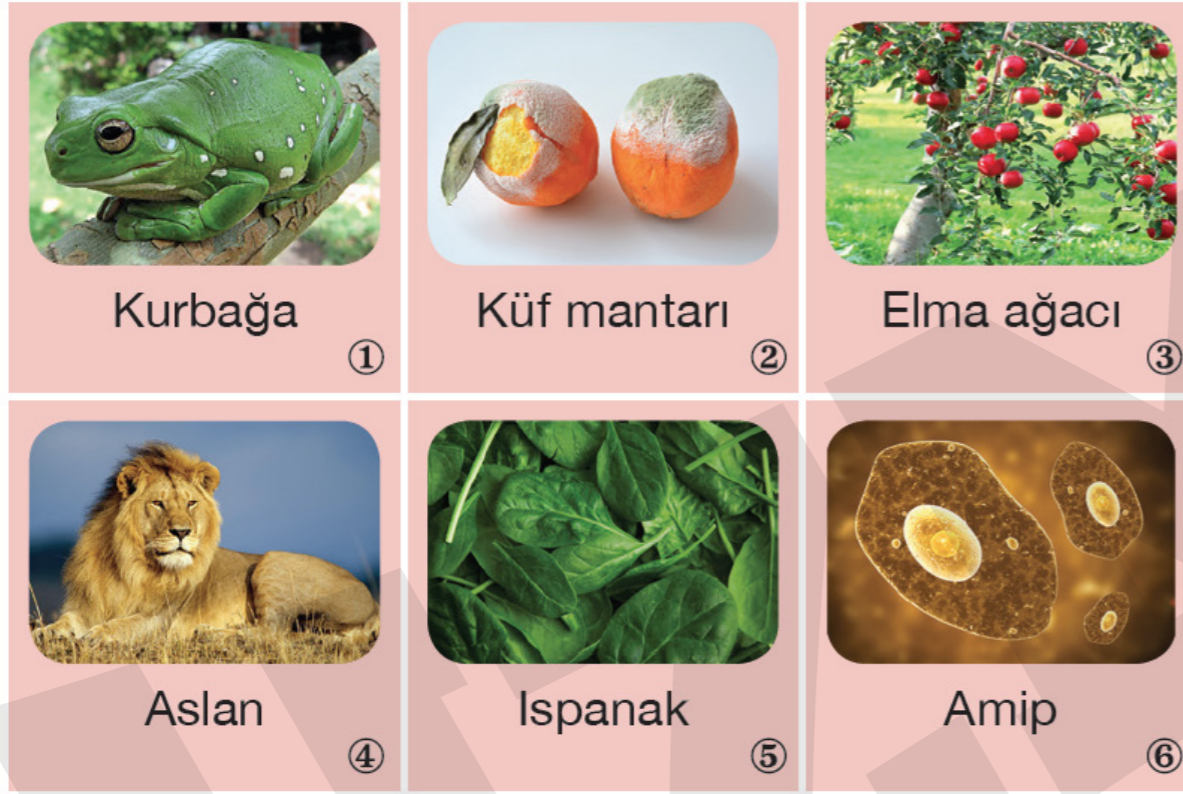 Kurbağa
①
Küf mantarı
②
Elma ağacı
③
Aslan
④
Ispanak
⑤
Amip
⑥